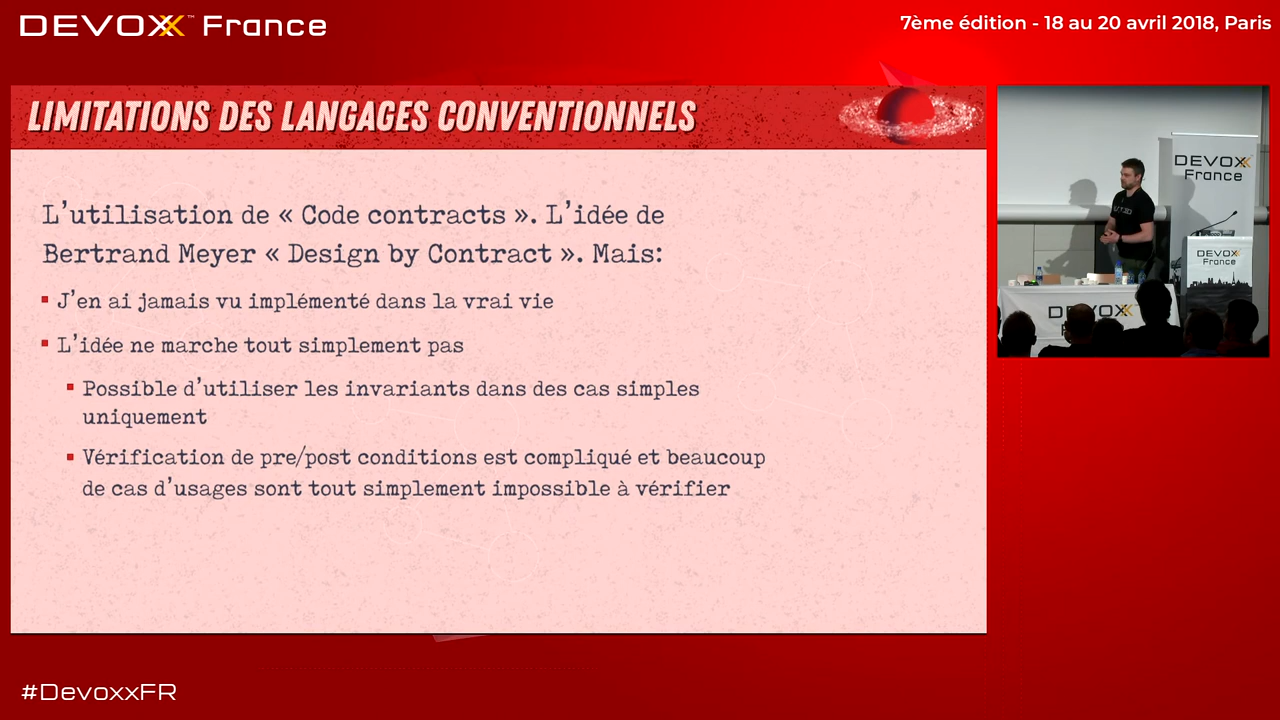 DEVOXX™ France
7ème édition - 18 au 20 avril 2018, Paris
LIMITATIONS DES LANGAGES CONVENTIONNELS
L'utilisation de « Code contracts ». L'idée de
Bertrand Meyer « Design by Contract ». Mais:
J'en ai jamais vu implémenté dans la vrai vie
L'idée ne marche tout simplement pas
Possible d'utiliser les invariants dans des cas simples
uniquement
Vérification de pre/post conditions est compliqué et beaucoup
de cas d'usages sont tout simplement impossible à vérifier
DEVOXX
France
DEVOXX
France
DEVOXX
#DevoxxFR